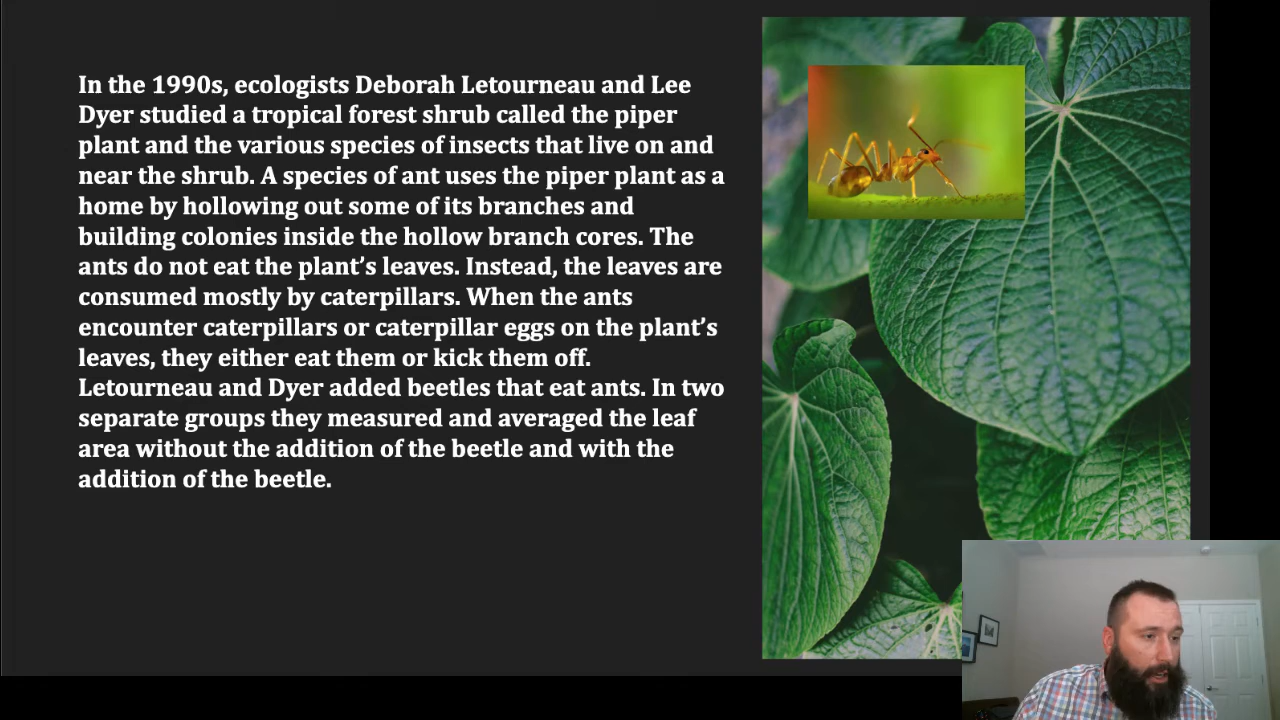 In the 1990s, ecologists Deborah Letourneau and Lee
Dyer studied a tropical forest shrub called the piper
plant and the various species of insects that live on and
near the shrub. A species of ant uses the piper plant as a
home by hollowing out some of its branches and
building colonies inside the hollow branch cores. The
ants do not eat the plant’s leaves. Instead, the leaves are
consumed mostly by caterpillars. When the ants
encounter caterpillars or caterpillar eggs on the plant’s
leaves, they either eat them or kick them off.
Letourneau and Dyer added beetles that eat ants. In two
separate groups they measured and averaged the leaf
area without the addition of the beetle and with the
addition of the beetle.